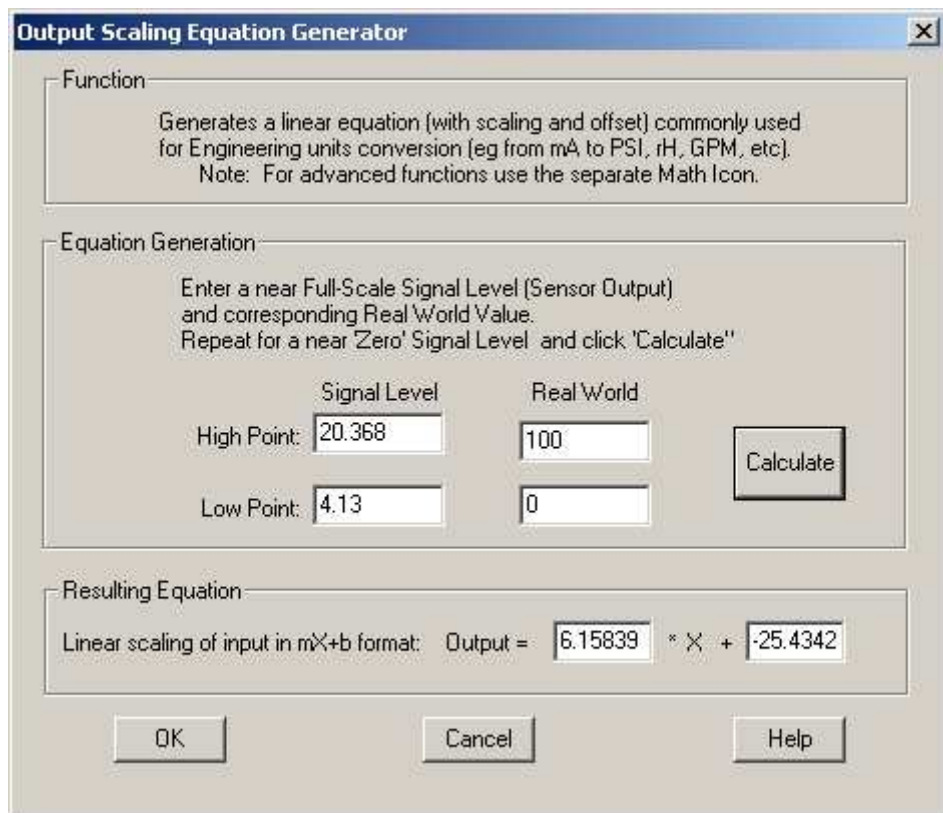 Output Scaling Equation Generator
Function
Generates a linear equation (with scaling and offset) commonly used
for Engineering units conversion (eg from mA to PSI, rH, GPM, etc).
Note: For advanced functions use the separate Math Icon.
Equation Generation
Enter a near Full-Scale Signal Level (Sensor Output)
and corresponding Real World Value.
Repeat for a near 'Zero' Signal Level and click 'Calculate''
Signal Level Real World
High Point: 20.368 100
Calculate
Low Point: 4.13 0
Resulting Equation
Linear scaling of input in mX+b format: Output = 6.15839 * X + -25.4342
OK Cancel Help